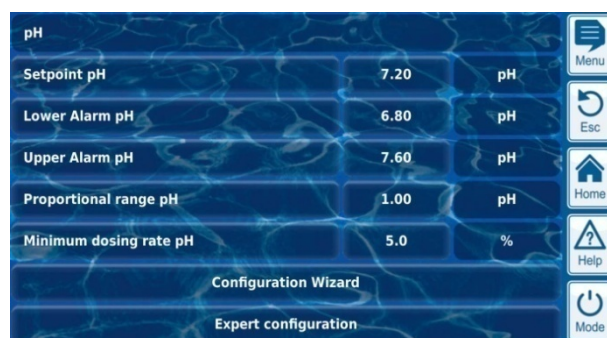 pH
Menu
Setpoint pH 7.20 pH
Lower Alarm pH 6.80 pH
Esc
Upper Alarm pH 7.60 pH
Proportional range pH 1.00 pH
Home
Minimum dosing rate pH 5.0 %
Help
Configuration Wizard
Expert configuration
Mode